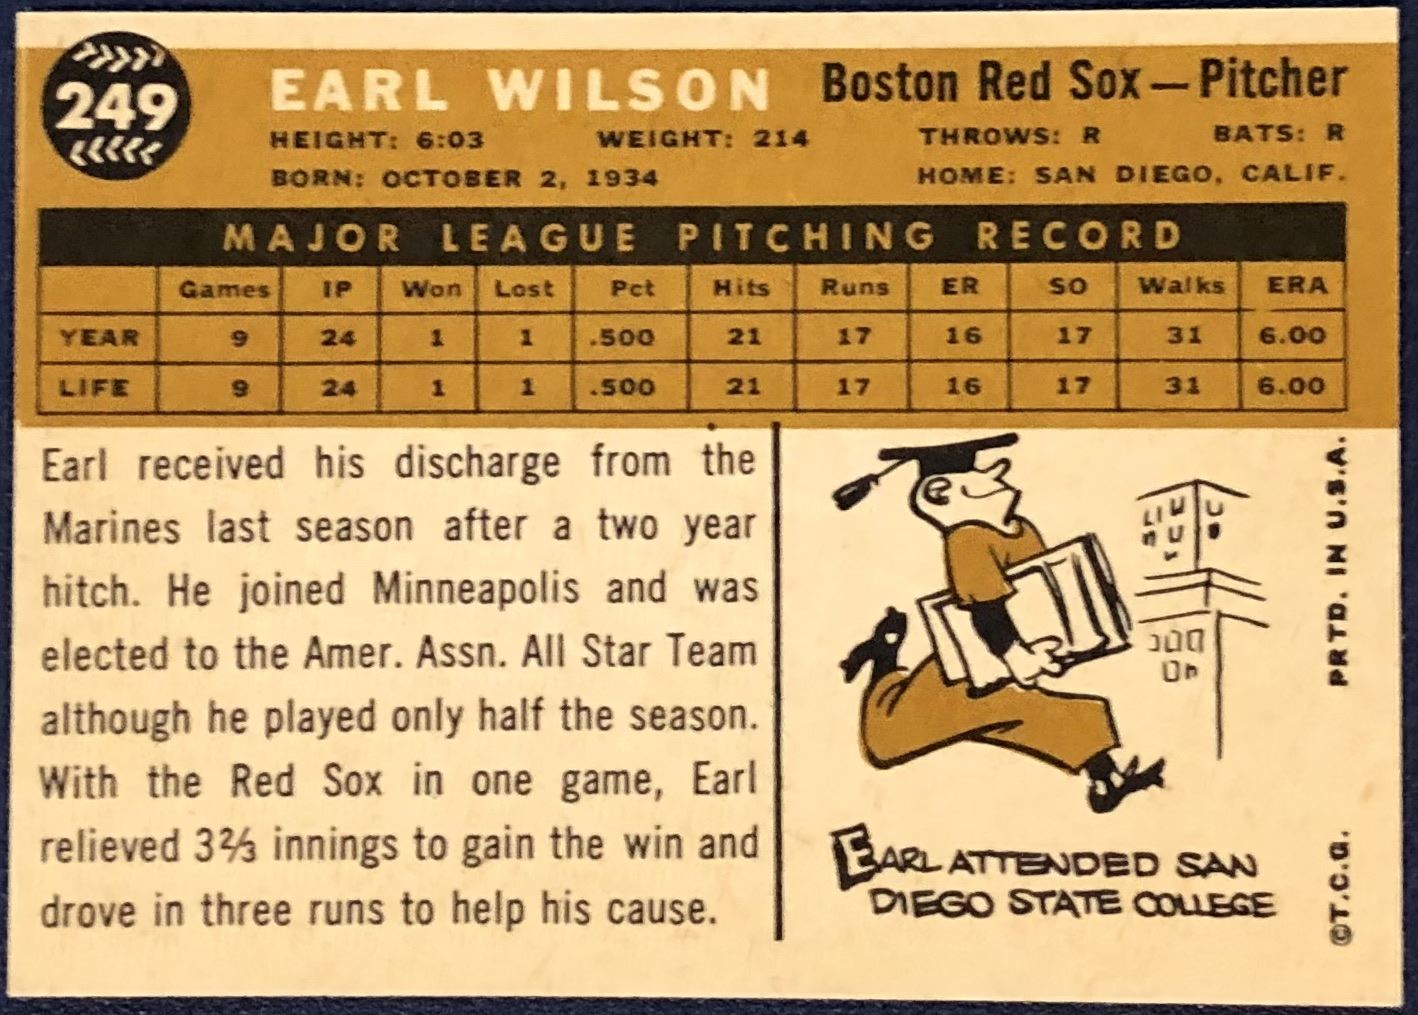 249
EARL WILSON Boston Red Sox — Pitcher
HEIGHT: 6:03 WEIGHT: 214 THROWS: R BATS: R
BORN: OCTOBER 2, 1934 HOME: SAN DIEGO, CALIF.
MAJOR LEAGUE PITCHING RECORD
Games IP Won Lost Pct Hits Runs ER SO Walks ERA
YEAR 9 24 1 1 .500 21 17 16 17 31 6.00
LIFE 9 24 1 1 .500 21 17 16 17 31 6.00
Earl received his discharge from the
Marines last season after a two year
hitch. He joined Minneapolis and was
elected to the Amer. Assn. All Star Team
although he played only half the season.
With the Red Sox in one game, Earl
relieved 3⅔ innings to gain the win and
drove in three runs to help his cause.
EARL ATTENDED SAN
DIEGO STATE COLLEGE
©T.C.G. PRTD. IN U.S.A.